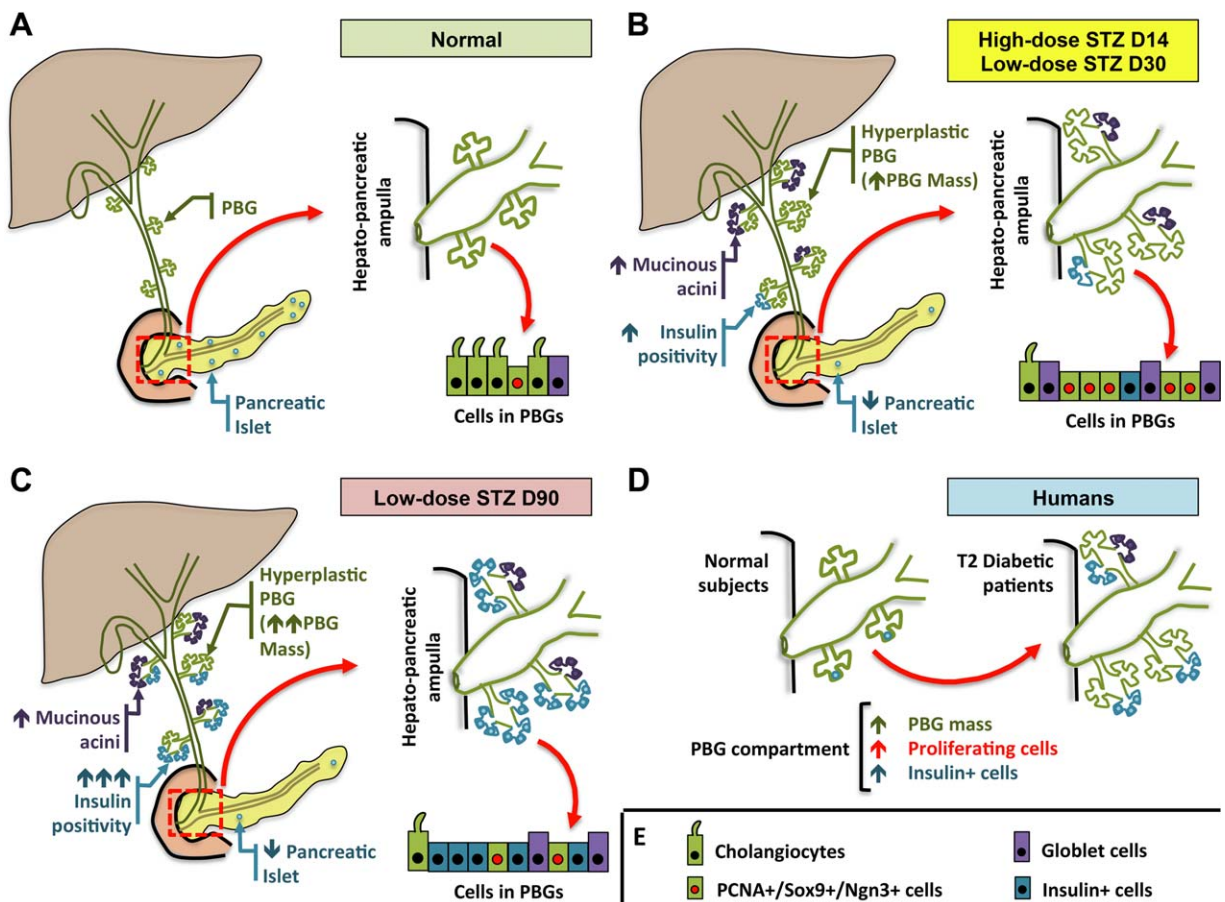 A
Normal
PBG
Hepato-pancreatic
ampulla
Pancreatic
Islet
Cells in PBGs
B
High-dose STZ D14
Low-dose STZ D30
Hyperplastic
PBG
(↑PBG Mass)
↑ Mucinous
acini
↑ Insulin
positivity
↓ Pancreatic
Islet
Hepato-pancreatic
ampulla
Cells in PBGs
C
Low-dose STZ D90
Hyperplastic
PBG
(↑↑PBG
Mass)
↑ Mucinous
acini
↑↑↑
Insulin
positivity
↓ Pancreatic
Islet
Hepato-pancreatic
ampulla
Cells in PBGs
D
Humans
Normal
subjects
T2 Diabetic
patients
PBG compartment
↑ PBG mass
↑ Proliferating cells
↑ Insulin+ cells
E
Cholangiocytes
Globlet cells
PCNA+/Sox9+/Ngn3+ cells
Insulin+ cells